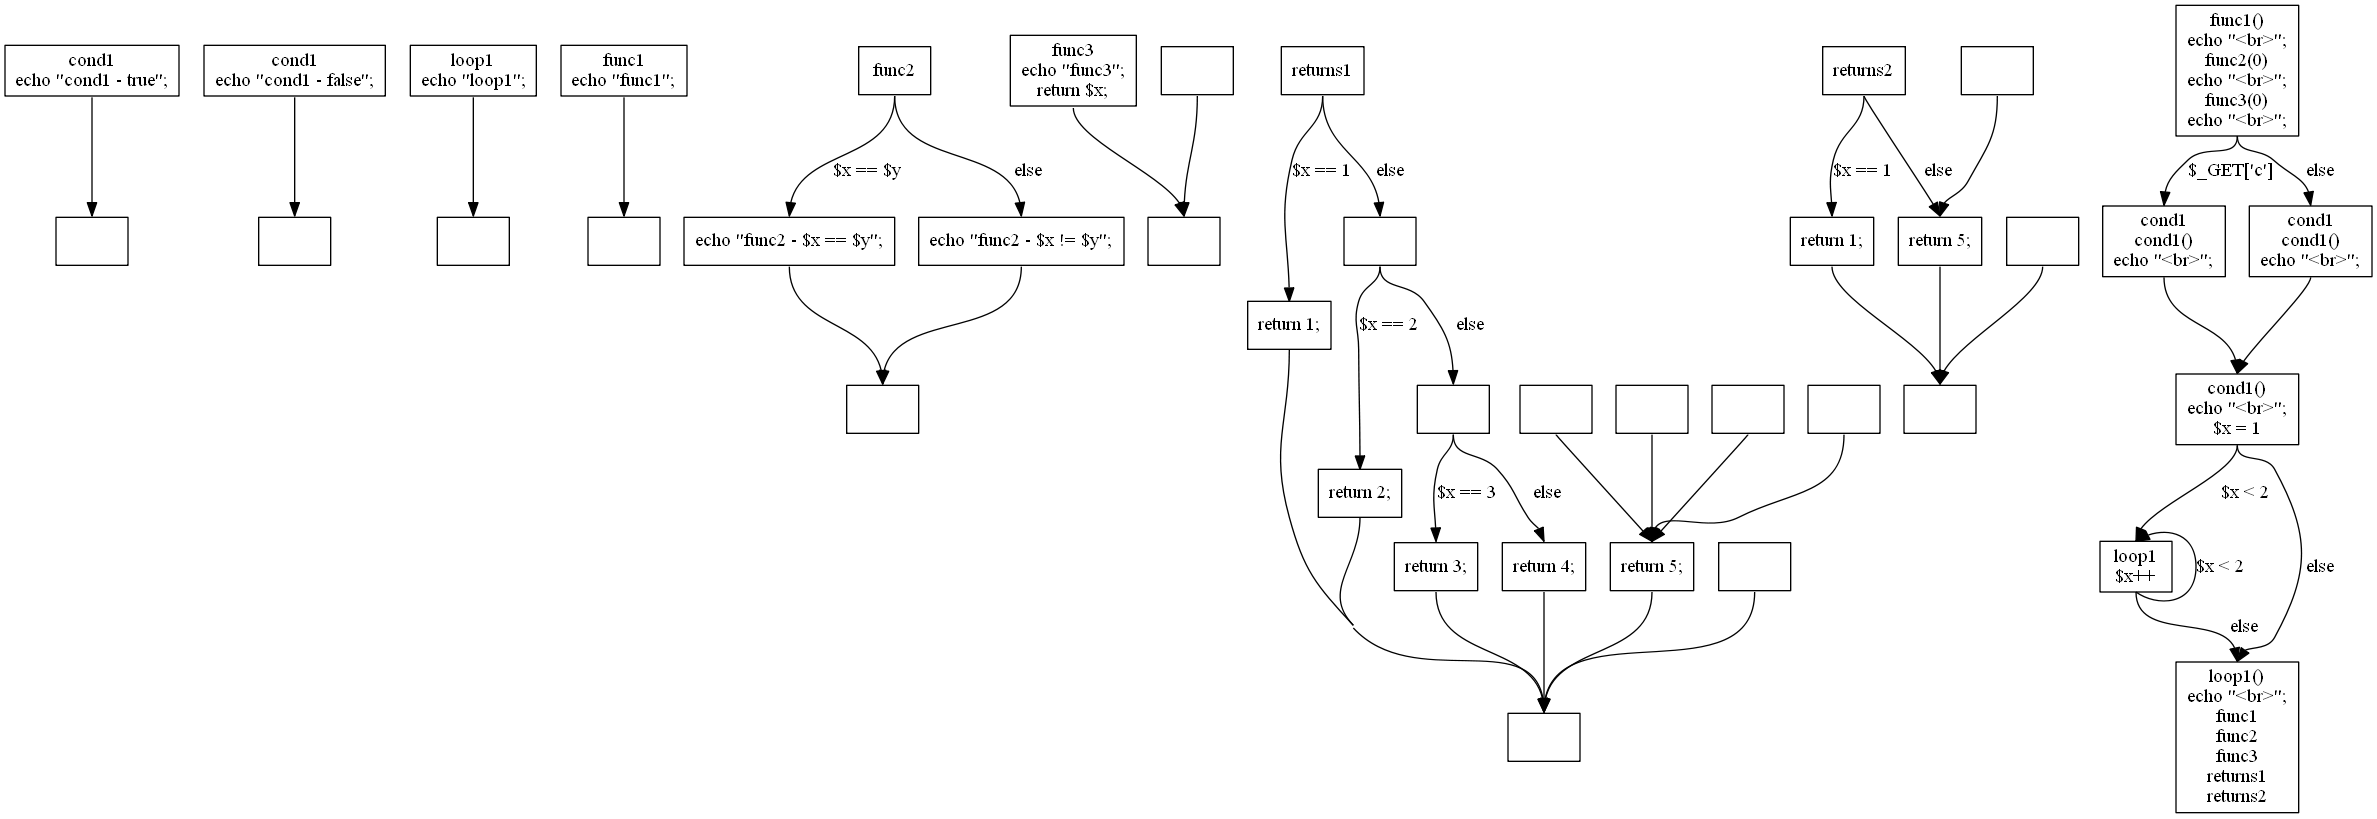 cond1
echo "cond1 - true";
cond1
echo "cond1 - false";
loop1
echo "loop1";
func1
echo "func1";
func2
$x == $y
else
echo "func2 - $x == $y";
echo "func2 - $x != $y";
func3
echo "func3";
return $x;
returns1
$x == 1
else
return 1;
$x == 2
else
return 2;
$x == 3
else
return 3;
return 4;
return 5;
returns2
$x == 1
else
return 1;
return 5;
func1()
echo "<br>";
func2(0)
echo "<br>";
func3(0)
echo "<br>";
$_GET['c']
else
cond1
cond1()
echo "<br>";
cond1
cond1()
echo "<br>";
cond1()
echo "<br>";
$x = 1
$x < 2
loop1
$x++
$x < 2
else
else
loop1()
echo "<br>";
func1
func2
func3
returns1
returns2